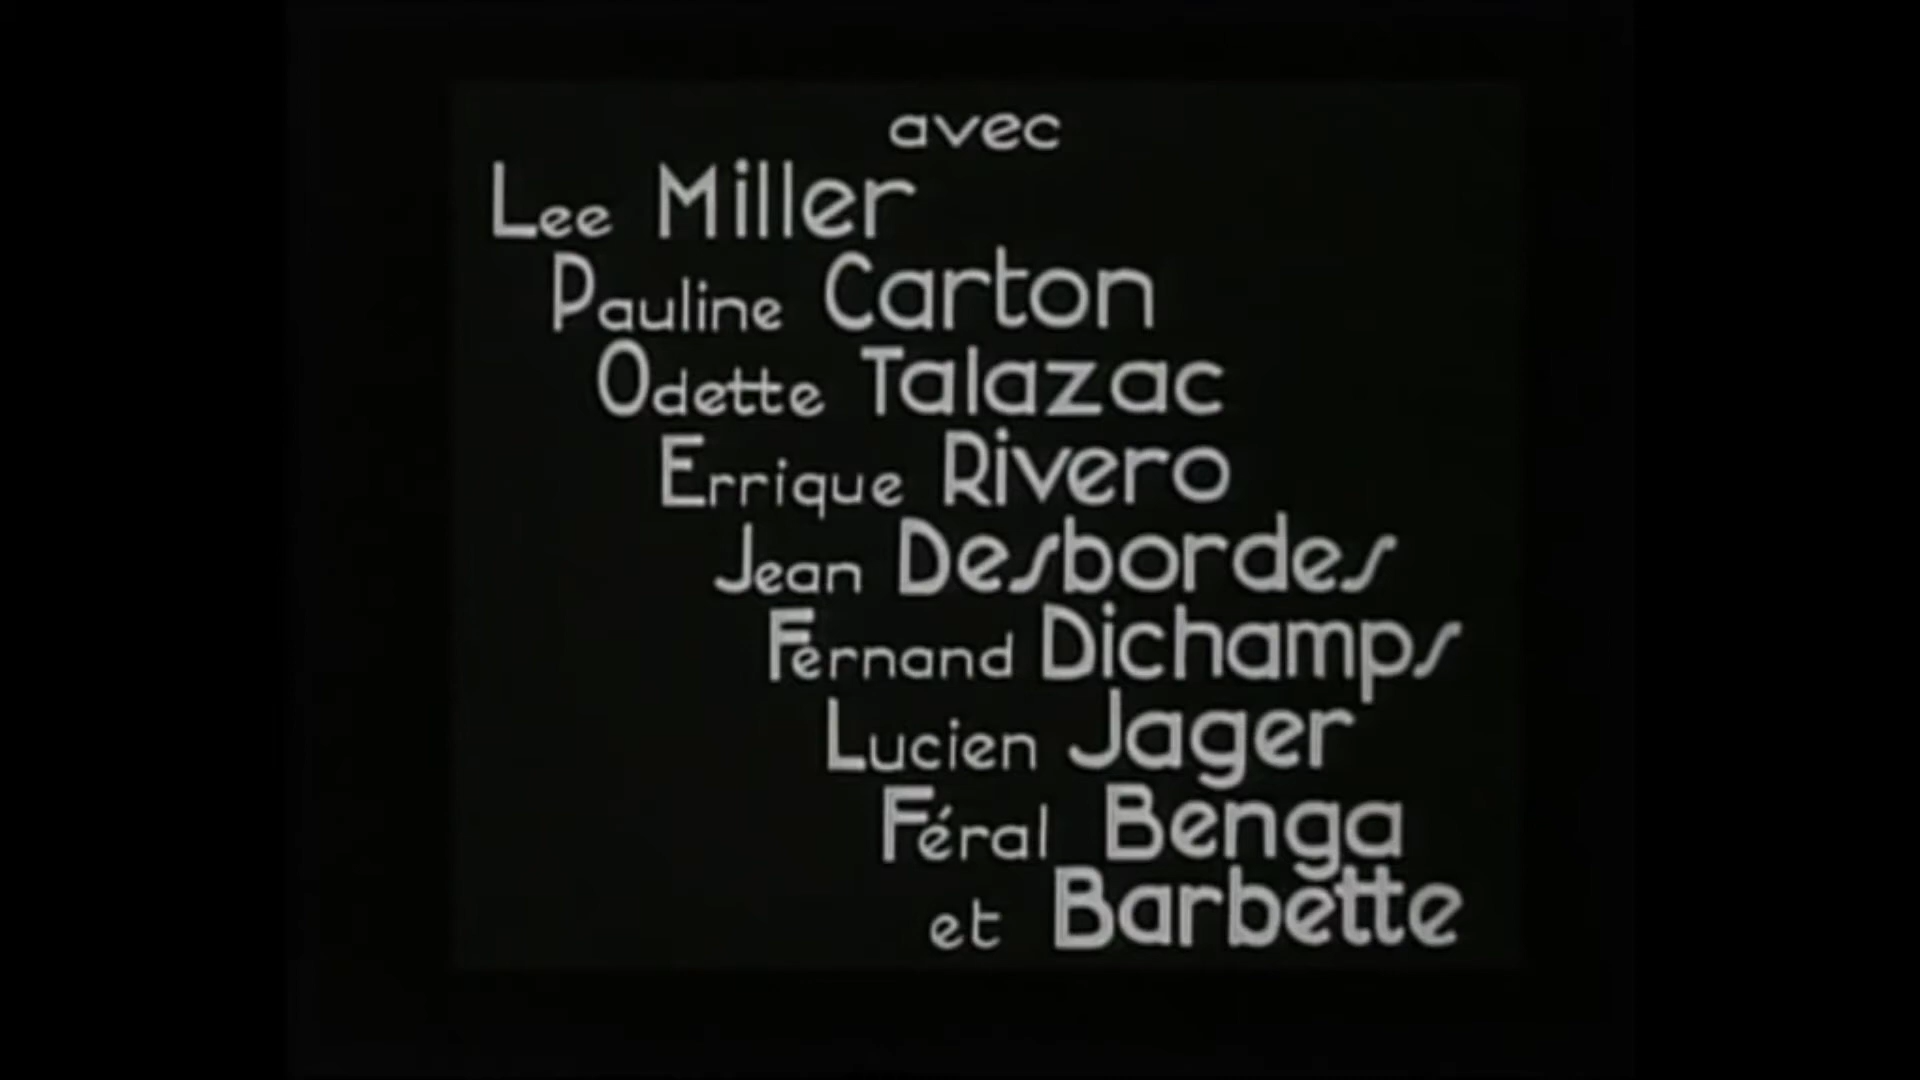 avec
Lee Miller
Pauline Carton
Odette Talazac
Errique Rivero
Jean Desbordes
Fernand Dichamps
Lucien Jager
Féral Benga
et Barbette